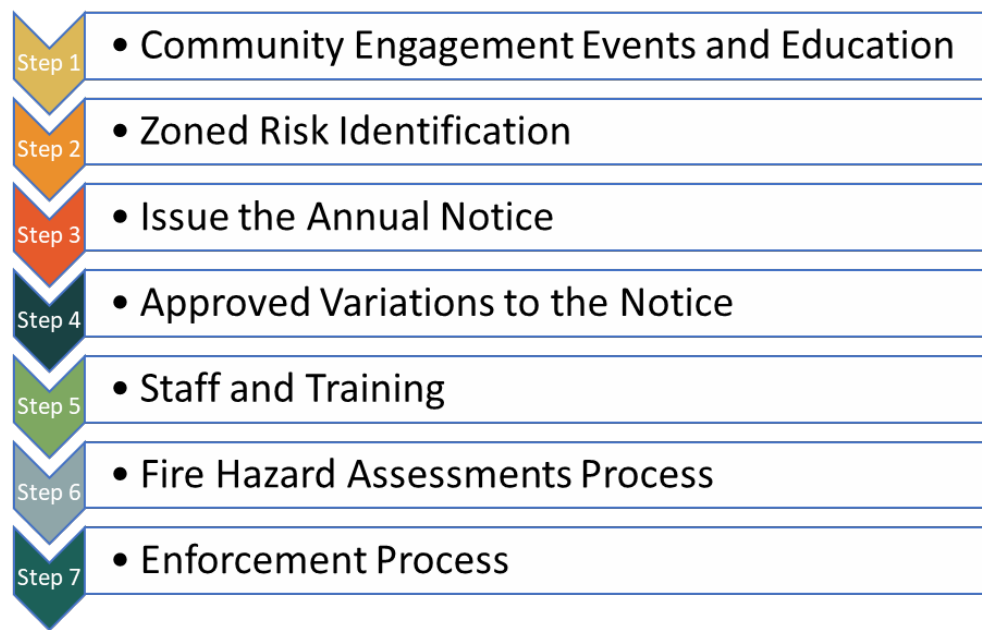 Step 1
• Community Engagement Events and Education
Step 2
• Zoned Risk Identification
Step 3
• Issue the Annual Notice
Step 4
• Approved Variations to the Notice
Step 5
• Staff and Training
Step 6
• Fire Hazard Assessments Process
Step 7
• Enforcement Process